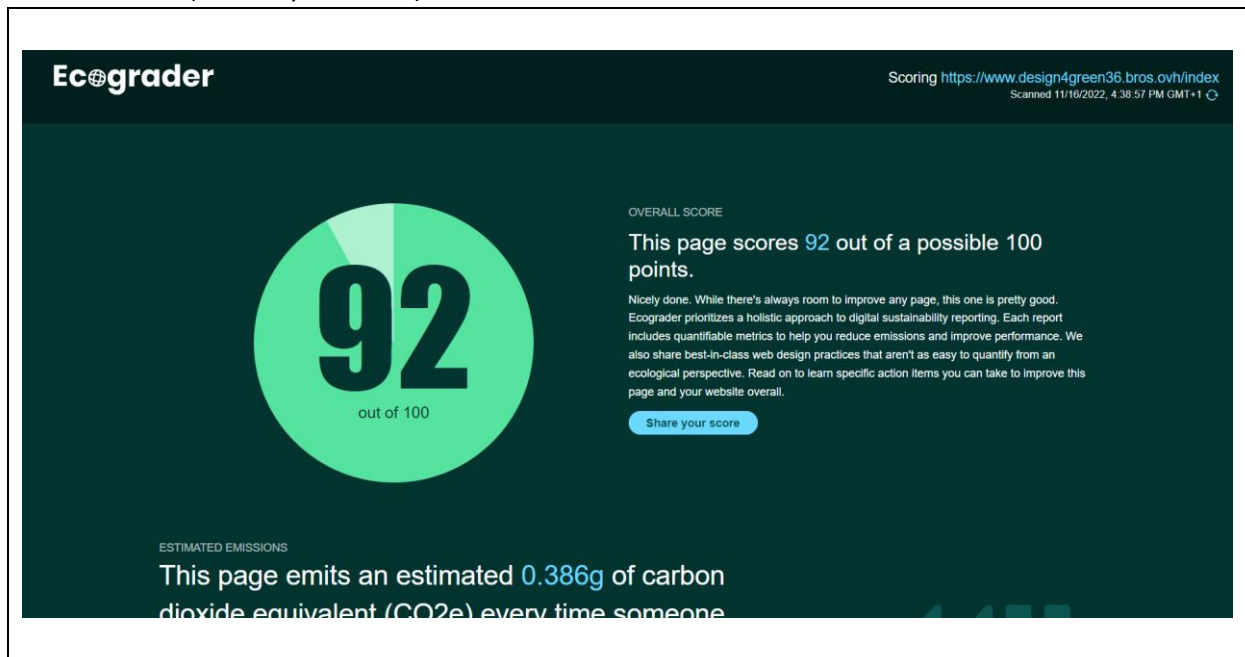 Ecograder
Scoring https://www.design4green36.bros.ovh/index
Scanned 11/16/2022, 4:38:57 PM GMT+1
92
out of 100
OVERALL SCORE
This page scores 92 out of a possible 100
points.
Nicely done. While there's always room to improve any page, this one is pretty good.
Ecograder prioritizes a holistic approach to digital sustainability reporting. Each report
includes quantifiable metrics to help you reduce emissions and improve performance. We
also share best-in-class web design practices that aren't as easy to quantify from an
ecological perspective. Read on to learn specific action items you can take to improve this
page and your website overall.
Share your score
ESTIMATED EMISSIONS
This page emits an estimated 0.386g of carbon
dioxide equivalent (CO2e) every time someone